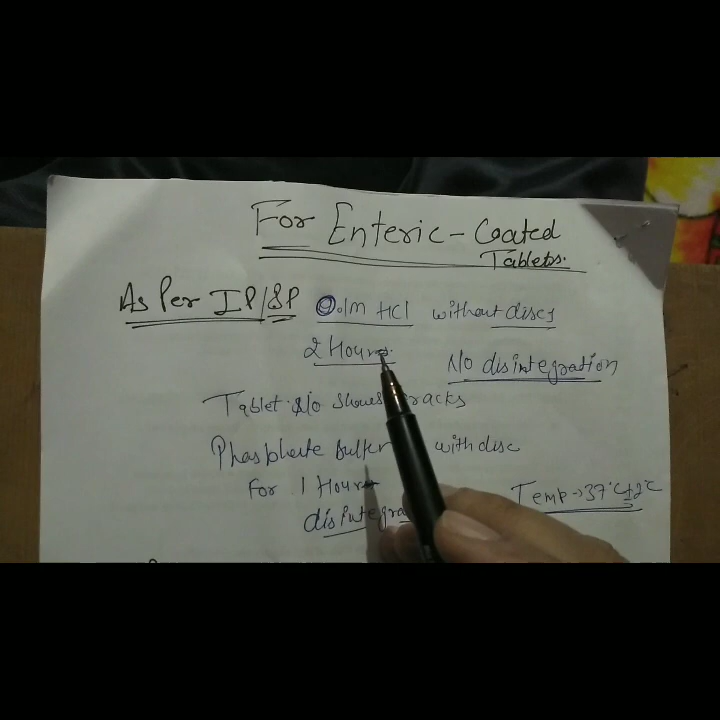 For Enteric-Coated
Tablets.
As Per IP/BP 0.1M HCl without discs
2 Hours. No disintegration
Tablet No shows cracks
Phosphate Buffer with disc
For 1 Hour
Temp→37°C±2°C